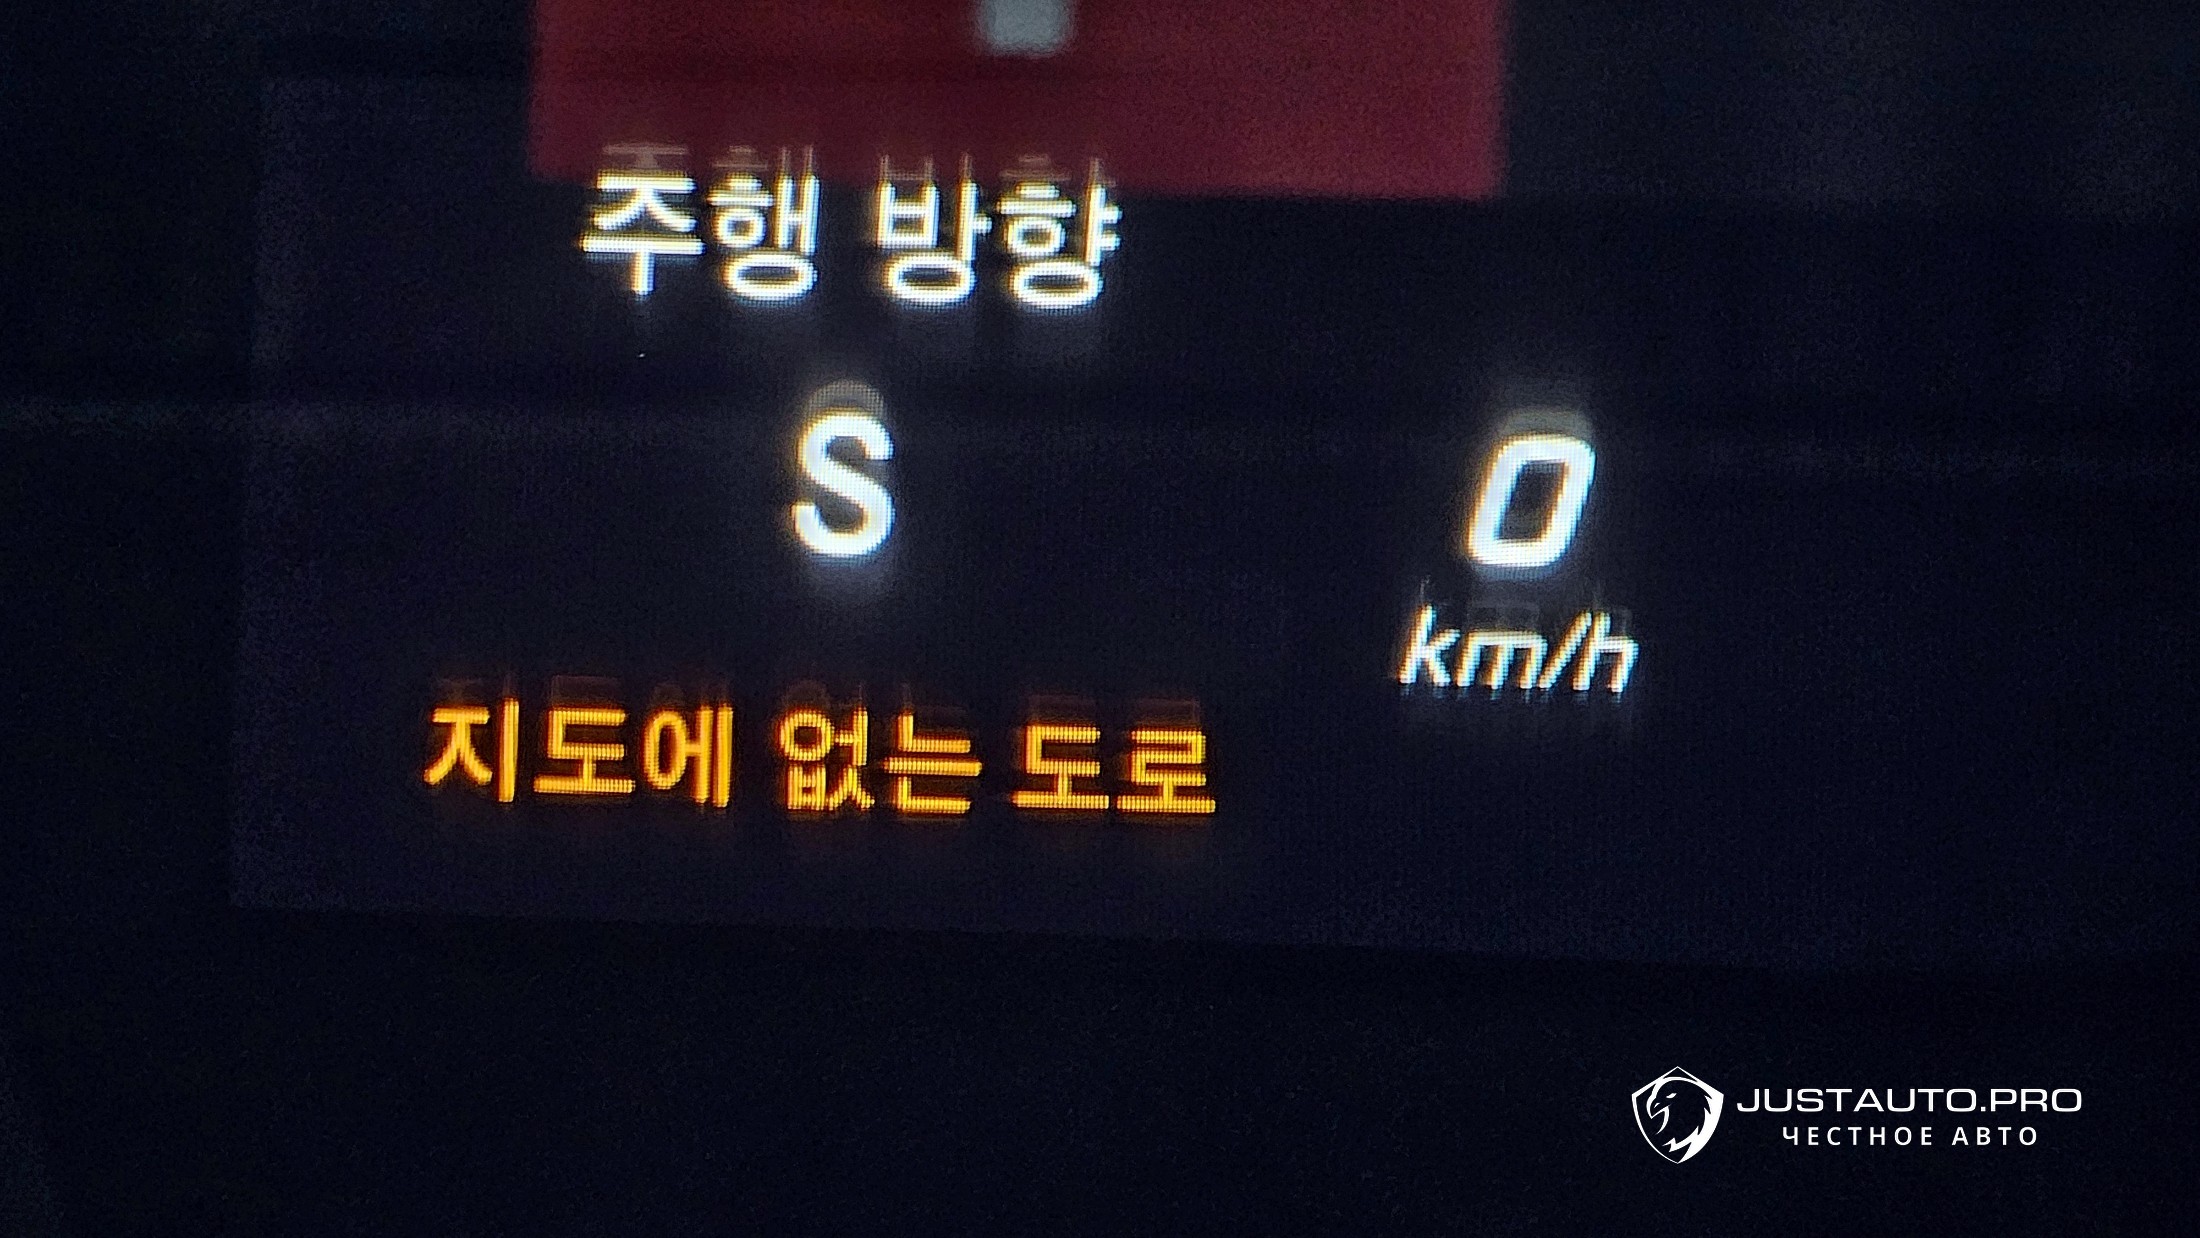 주행 방향
S
0
km/h
지도에 없는 도로
JUSTAUTO.PRO
ЧЕСТНОЕ АВТО